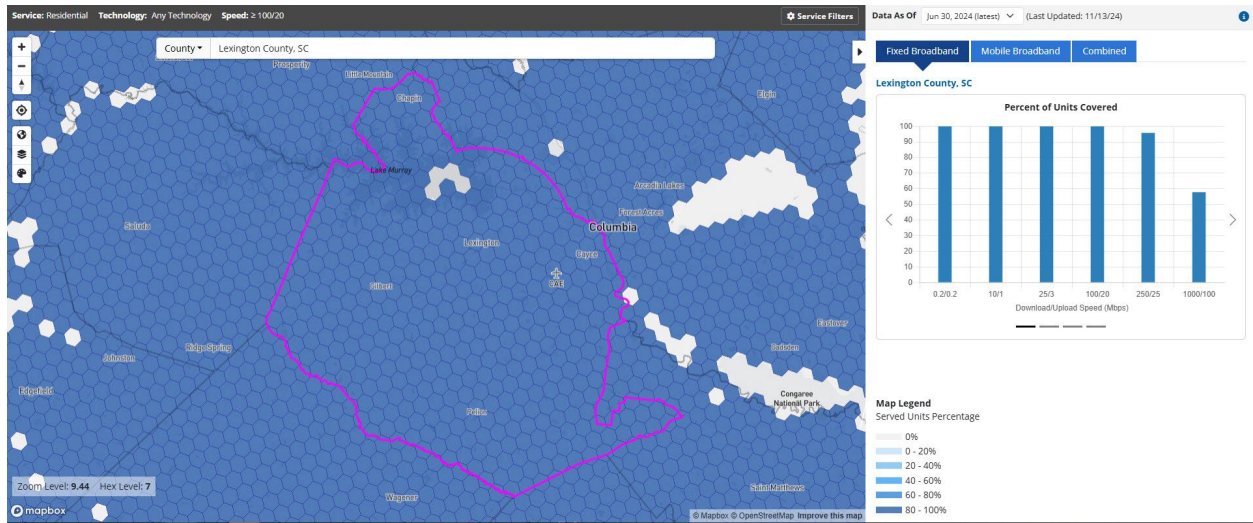 Service: Residential Technology: Any Technology Speed: ≥ 100/20
Service Filters
County
Lexington County, SC
Prosperity
Little Mountain
Chapin
Elgin
Lake Murray
Arcadia Lakes
Forest Acres
Columbia
Saluda
Lexington
Cayce
CAE
Gilbert
Eastover
Ridge Spring
Johnston
Gadsden
Edgefield
Congaree
National Park
Pelion
Zoom Level: 9.44 Hex Level: 7
Wagener
Saint Matthews
mapbox
© Mapbox © OpenStreetMap Improve this map
Data As Of Jun 30, 2024 (latest) (Last Updated: 11/13/24)
Fixed Broadband Mobile Broadband Combined
Lexington County, SC
Percent of Units Covered
100
90
80
70
60
50
40
30
20
10
0
0.2/0.2 10/1 25/3 100/20 250/25 1000/100
Download/Upload Speed (Mbps)
Map Legend
Served Units Percentage
0%
0 - 20%
20 - 40%
40 - 60%
60 - 80%
80 - 100%